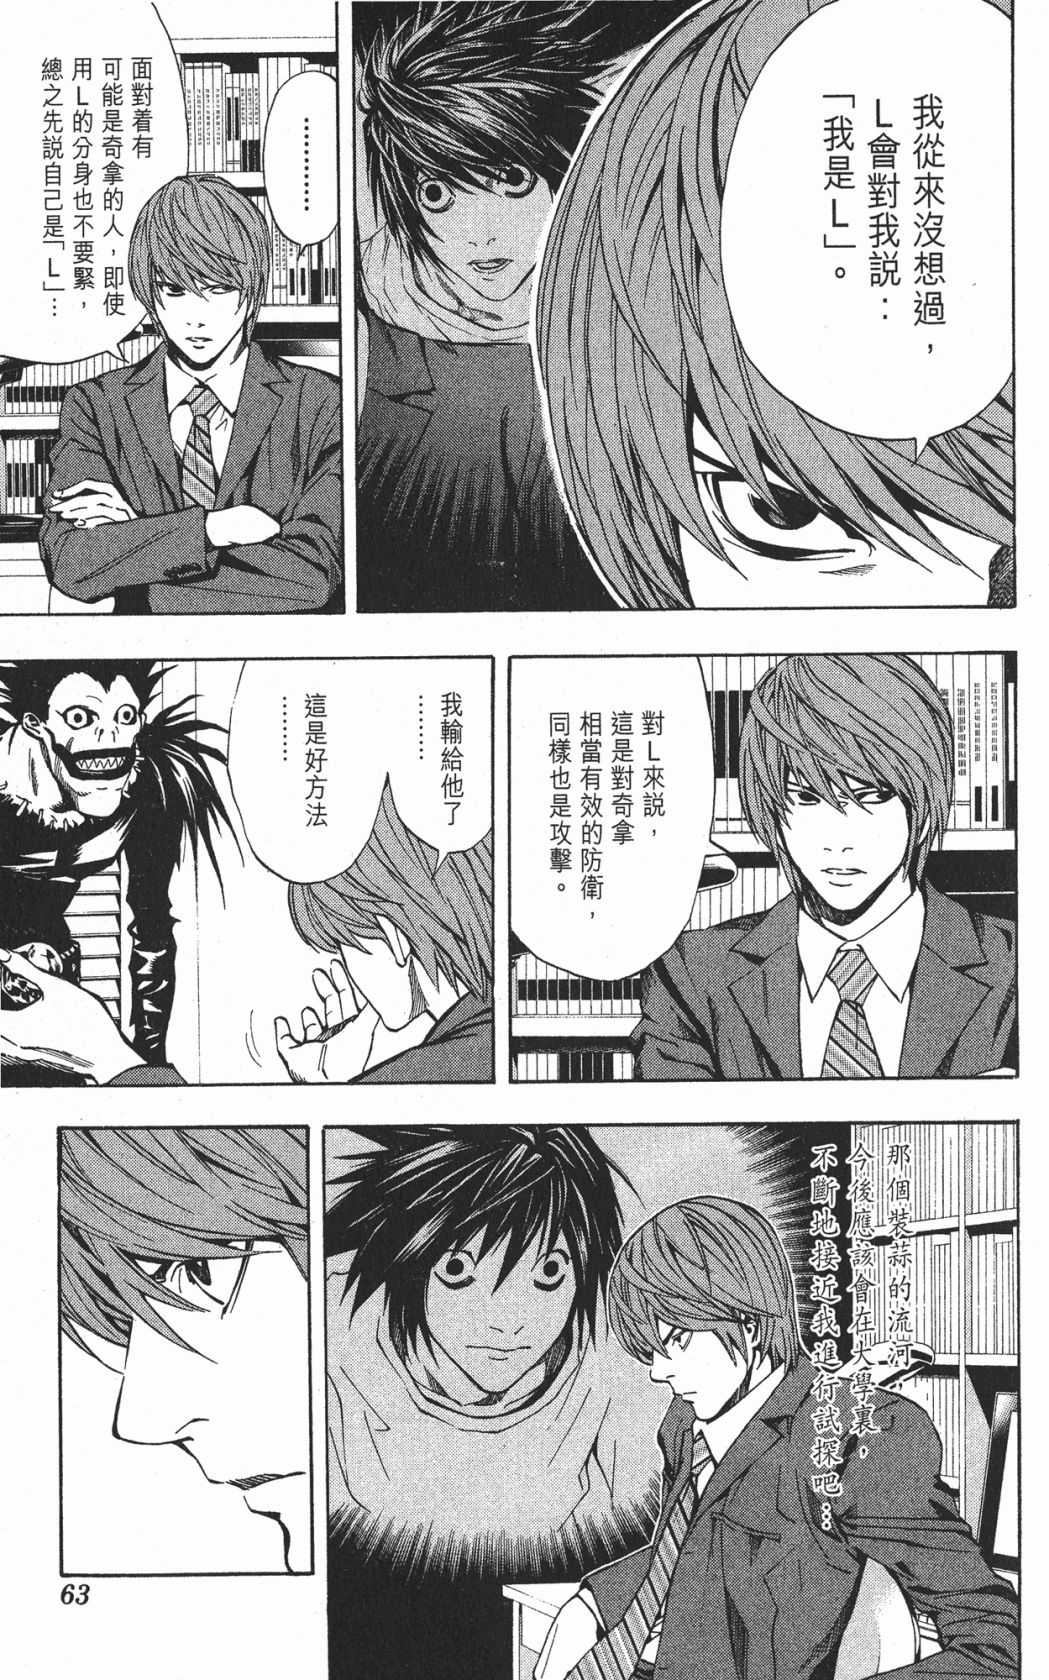 我從來沒想過，
Ｌ會對我説：
「我是Ｌ」。
…………
面對着有
可能是奇拿的人，即使
用Ｌ的分身也不要緊，
總之先説自己是「Ｌ」…
對Ｌ來説，
這是對奇拿
相當有效的防衛，
同樣也是攻擊。
我輸給他了
………
這是好方法
………
那個裝蒜的流河，
今後應該會在大學裏，
不斷地接近我進行試探吧…
63